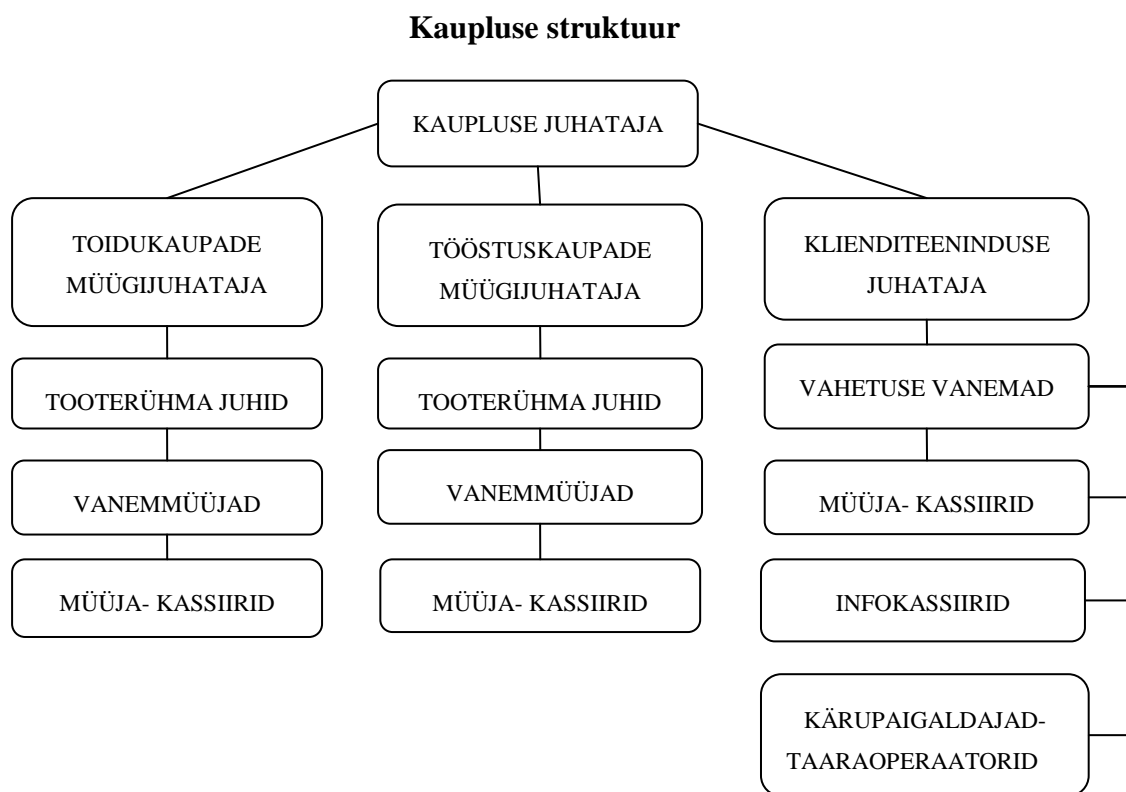 Kaupluse struktuur
KAUPLUSE JUHATAJA
TOIDUKAUPADE
MÜÜGIJUHATAJA
TOOTERÜHMA JUHID
VANEMMÜÜJAD
MÜÜJA- KASSIIRID
TÖÖSTUSKAUPADE
MÜÜGIJUHATAJA
TOOTERÜHMA JUHID
VANEMMÜÜJAD
MÜÜJA- KASSIIRID
KLIENDITEENINDUSE
JUHATAJA
VAHETUSE VANEMAD
MÜÜJA- KASSIIRID
INFOKASSIIRID
KÄRUPAIGALDAJAD-
TAARAOPERAATORID